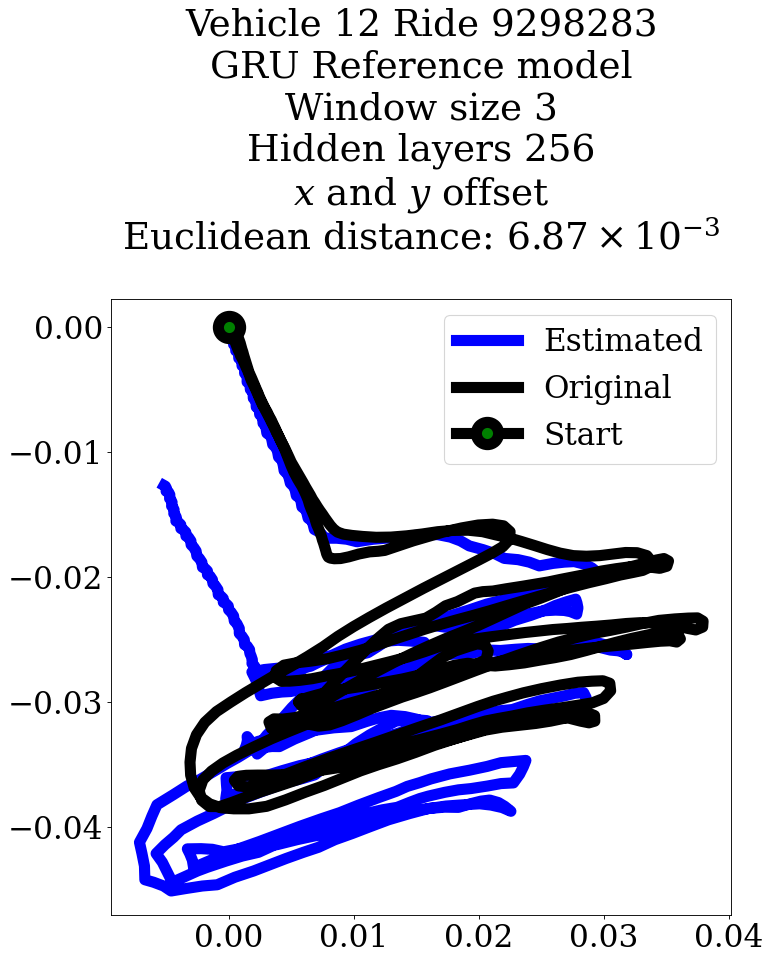 Vehicle 12 Ride 9298283
GRU Reference model
Window size 3
Hidden layers 256
x and y offset
Euclidean distance: 6.87 × 10⁻³
Estimated
Original
Start
0.00
−0.01
−0.02
−0.03
−0.04
0.00 0.01 0.02 0.03 0.04